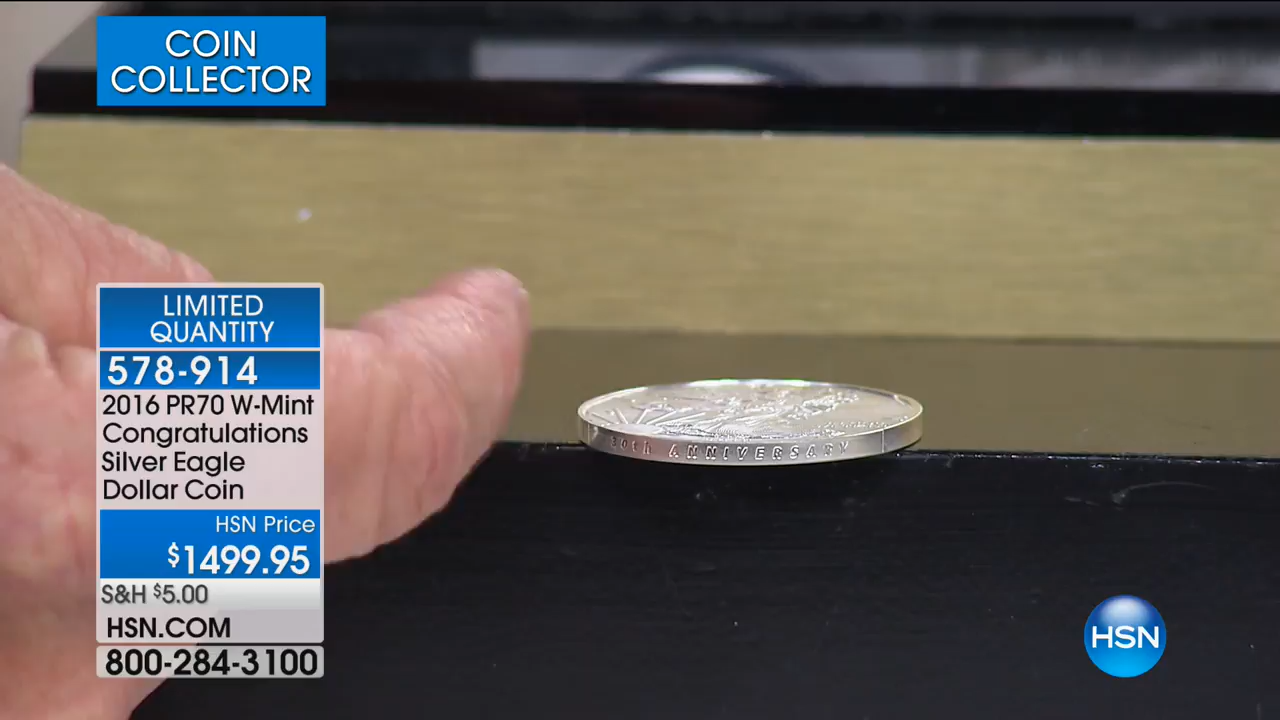 COIN
COLLECTOR
LIMITED
QUANTITY
578-914
2016 PR70 W-Mint
Congratulations
Silver Eagle
Dollar Coin
HSN Price
$1499.95
S&H $5.00
HSN.COM
800-284-3100
30th ANNIVERSARY
HSN